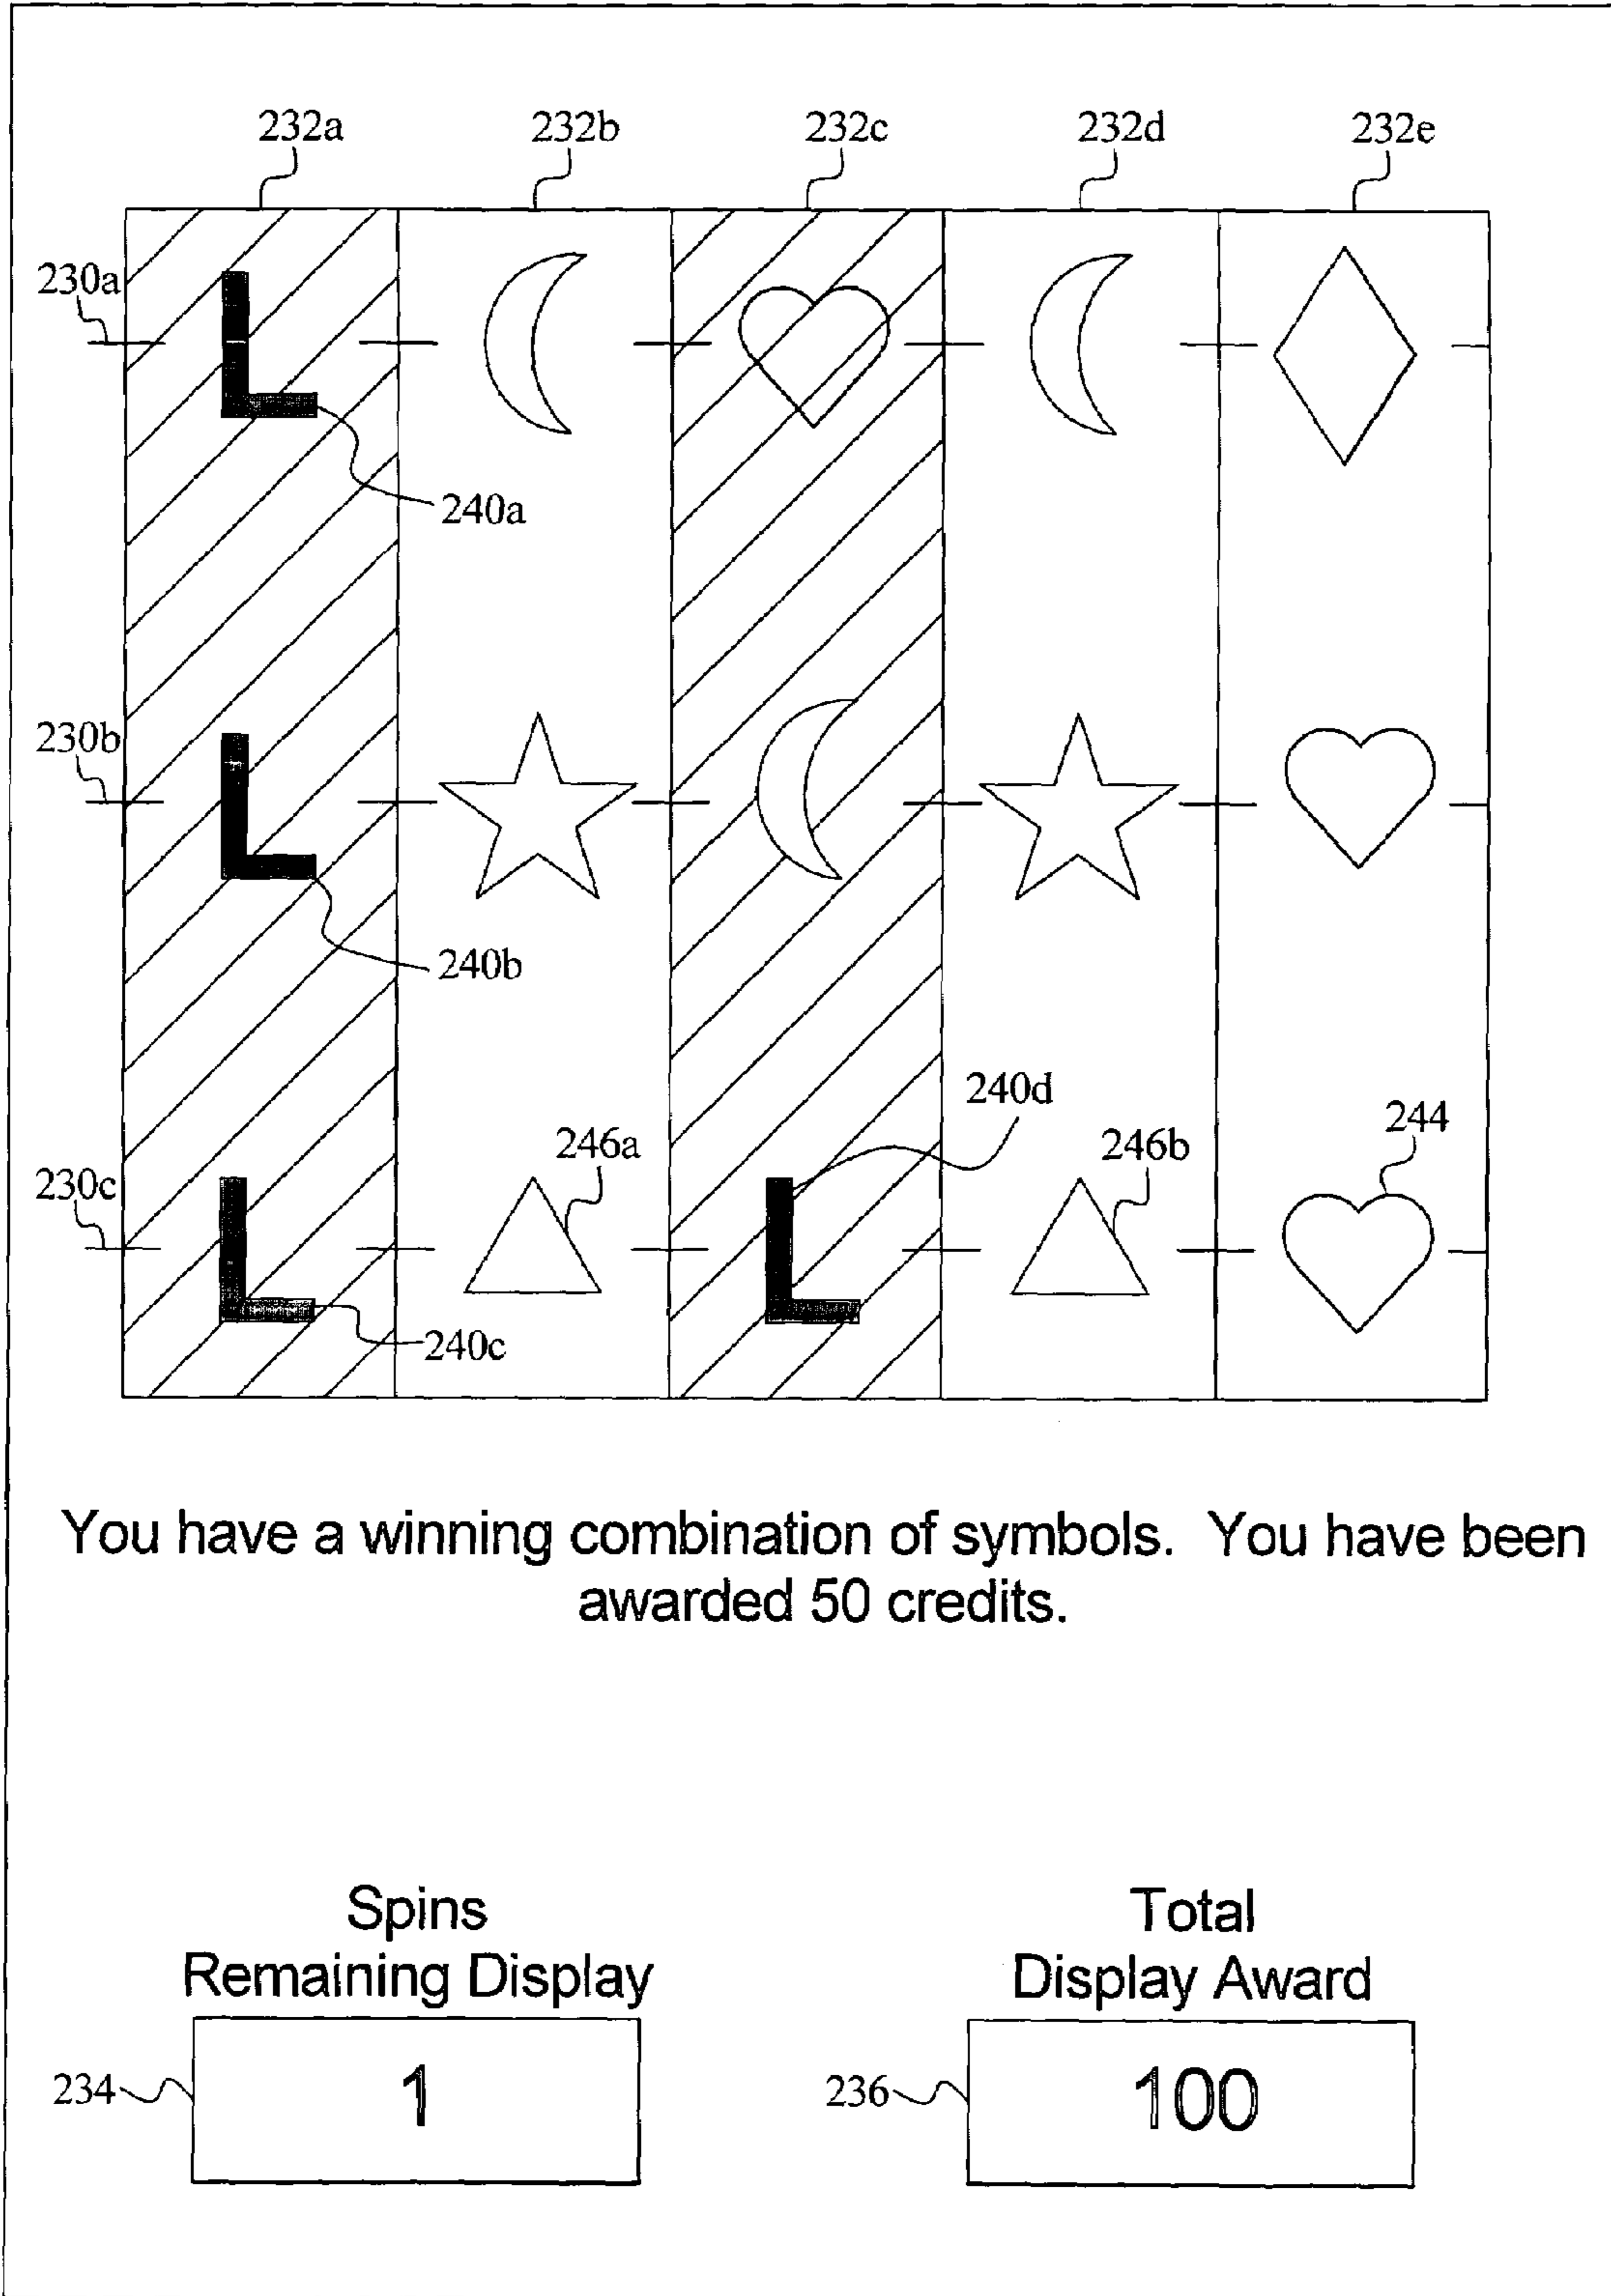 232a 232b 232c 232d 232e
230a
L
240a
230b
L
240b
240d
244
246a
246b
230c
L
L
240c
You have a winning combination of symbols. You have been
awarded 50 credits.
Spins
Remaining Display
Total
Display Award
234
1
236
100